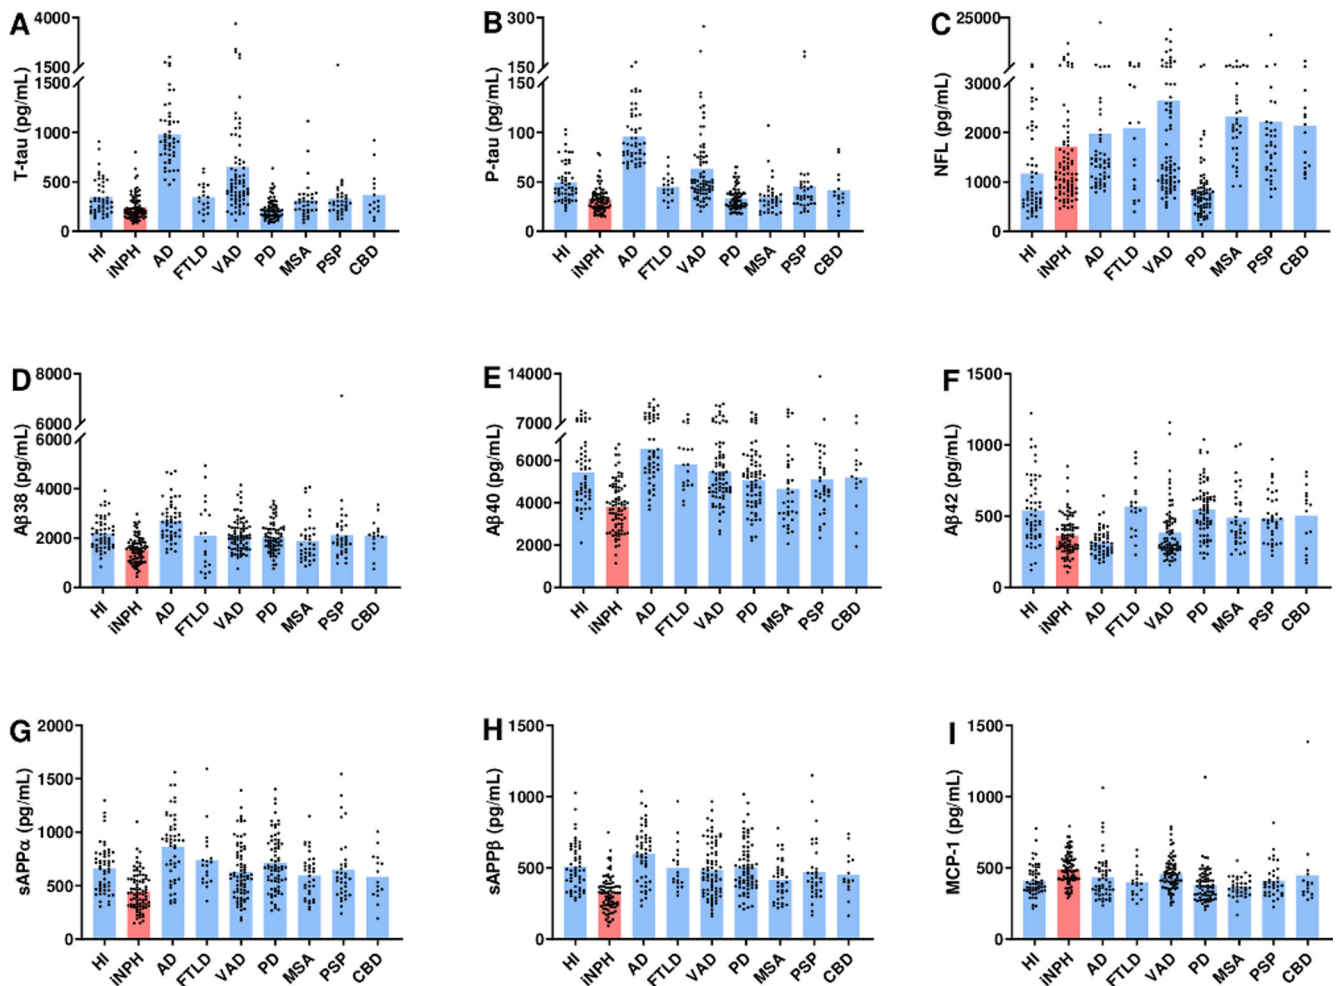 A
T-tau (pg/mL)
4000
1500
1500
1000
500
0
HI iNPH AD FTLD VAD PD MSA PSP CBD
B
P-tau (pg/mL)
300
150
150
100
50
0
HI iNPH AD FTLD VAD PD MSA PSP CBD
C
NFL (pg/mL)
25000
3000
3000
2000
1000
0
HI iNPH AD FTLD VAD PD MSA PSP CBD
D
Aβ38 (pg/mL)
8000
6000
6000
4000
2000
0
HI iNPH AD FTLD VAD PD MSA PSP CBD
E
Aβ40 (pg/mL)
14000
7000
6000
4000
2000
0
HI iNPH AD FTLD VAD PD MSA PSP CBD
F
Aβ42 (pg/mL)
1500
1000
500
0
HI iNPH AD FTLD VAD PD MSA PSP CBD
G
sAPPα (pg/mL)
2000
1500
1000
500
0
HI iNPH AD FTLD VAD PD MSA PSP CBD
H
sAPPβ (pg/mL)
1500
1000
500
0
HI iNPH AD FTLD VAD PD MSA PSP CBD
I
MCP-1 (pg/mL)
1500
1000
500
0
HI iNPH AD FTLD VAD PD MSA PSP CBD